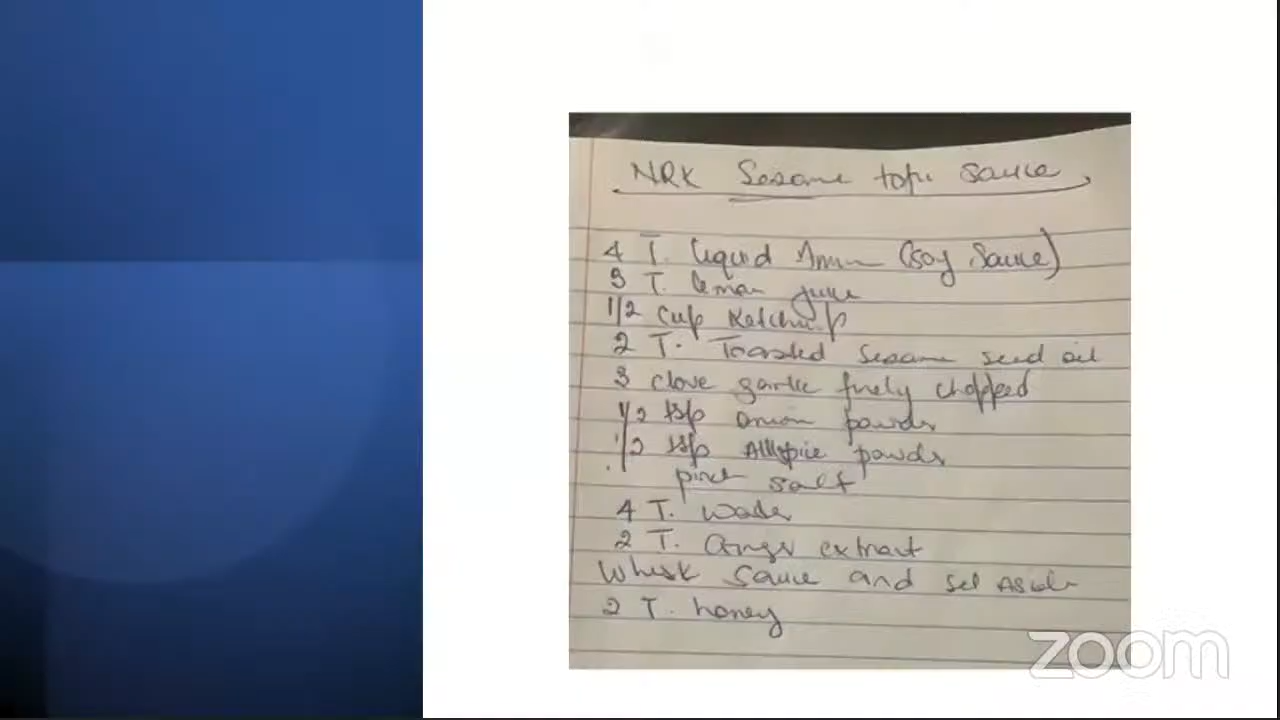 NRK Sesame tofu sauce
4 T. liquid Amin (soy sauce)
3 T. lemon juice
1/2 cup Ketchup
2 T. Toasted sesame seed oil
3 clove garlic finely chopped
1/2 tsp onion powder
1/2 tsp Allspice powder
pinch salt
4 T. water
2 T. Ginger extract
Whisk sauce and set Aside
2 T. honey
zoom